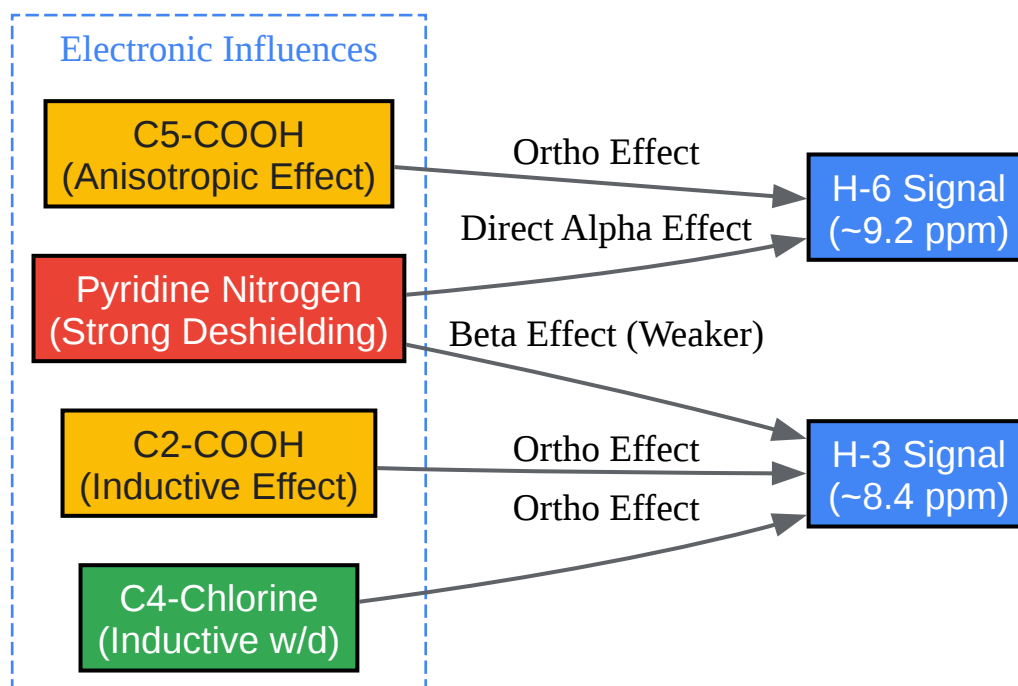 Electronic Influences
C5-COOH
(Anisotropic Effect)
Ortho Effect
H-6 Signal
(~9.2 ppm)
Direct Alpha Effect
Pyridine Nitrogen
(Strong Deshielding)
Beta Effect (Weaker)
C2-COOH
(Inductive Effect)
Ortho Effect
H-3 Signal
(~8.4 ppm)
Ortho Effect
C4-Chlorine
(Inductive w/d)